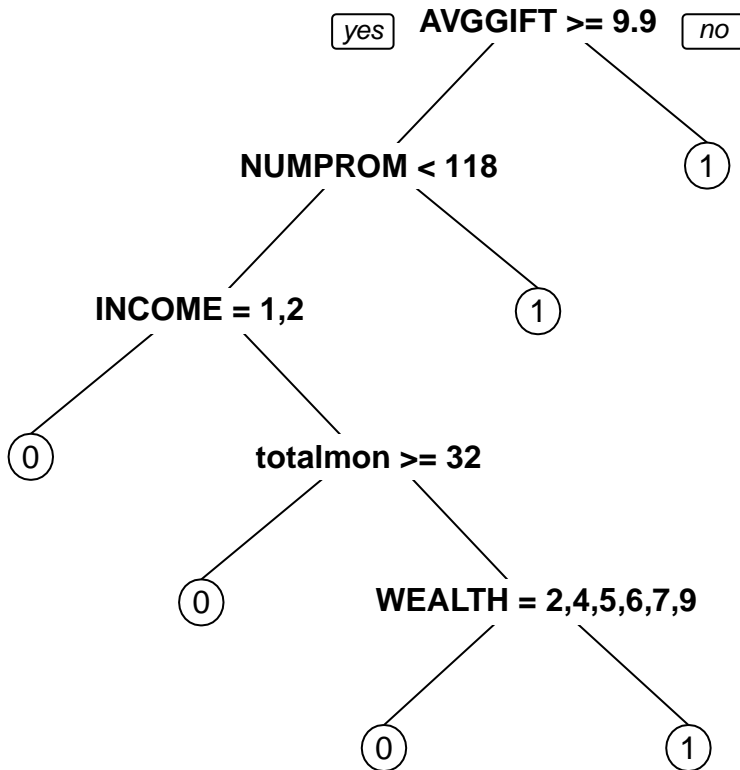 yes AVGGIFT >= 9.9 no
NUMPROM < 118 1
INCOME = 1,2 1
0 totalmon >= 32
0 WEALTH = 2,4,5,6,7,9
0 1